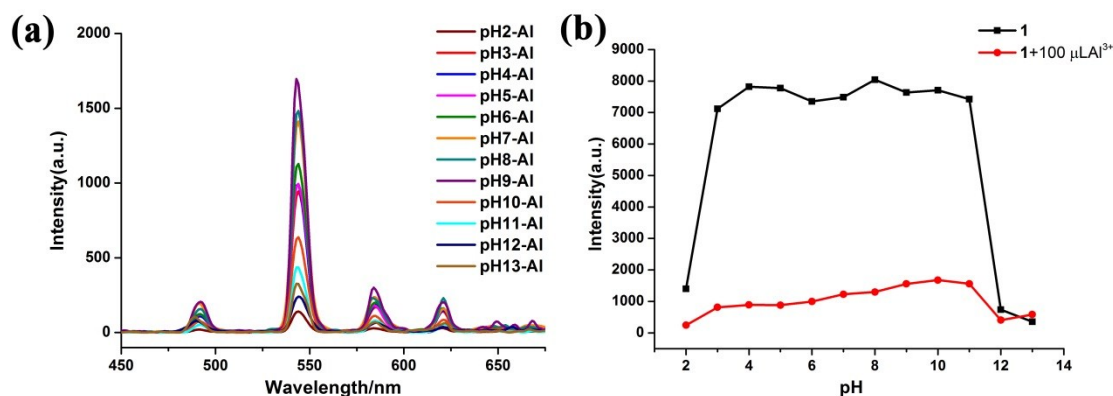 (a)
2000
1500
1000
500
0
Intensity(a.u.)
450 500 550 600 650
Wavelength/nm
pH2-Al
pH3-Al
pH4-Al
pH5-Al
pH6-Al
pH7-Al
pH8-Al
pH9-Al
pH10-Al
pH11-Al
pH12-Al
pH13-Al
(b)
1
1+100 μLAl³⁺
9000
8000
7000
6000
5000
4000
3000
2000
1000
0
Intensity(a.u.)
2 4 6 8 10 12 14
pH